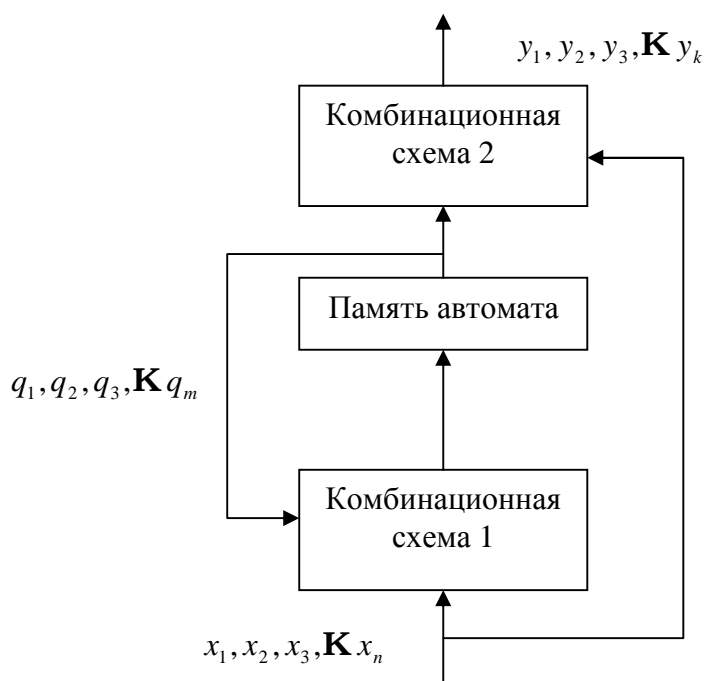 y₁, y₂, y₃, K yₖ
Комбинационная
схема 2
Память автомата
q₁, q₂, q₃, K qₘ
Комбинационная
схема 1
x₁, x₂, x₃, K xₙ